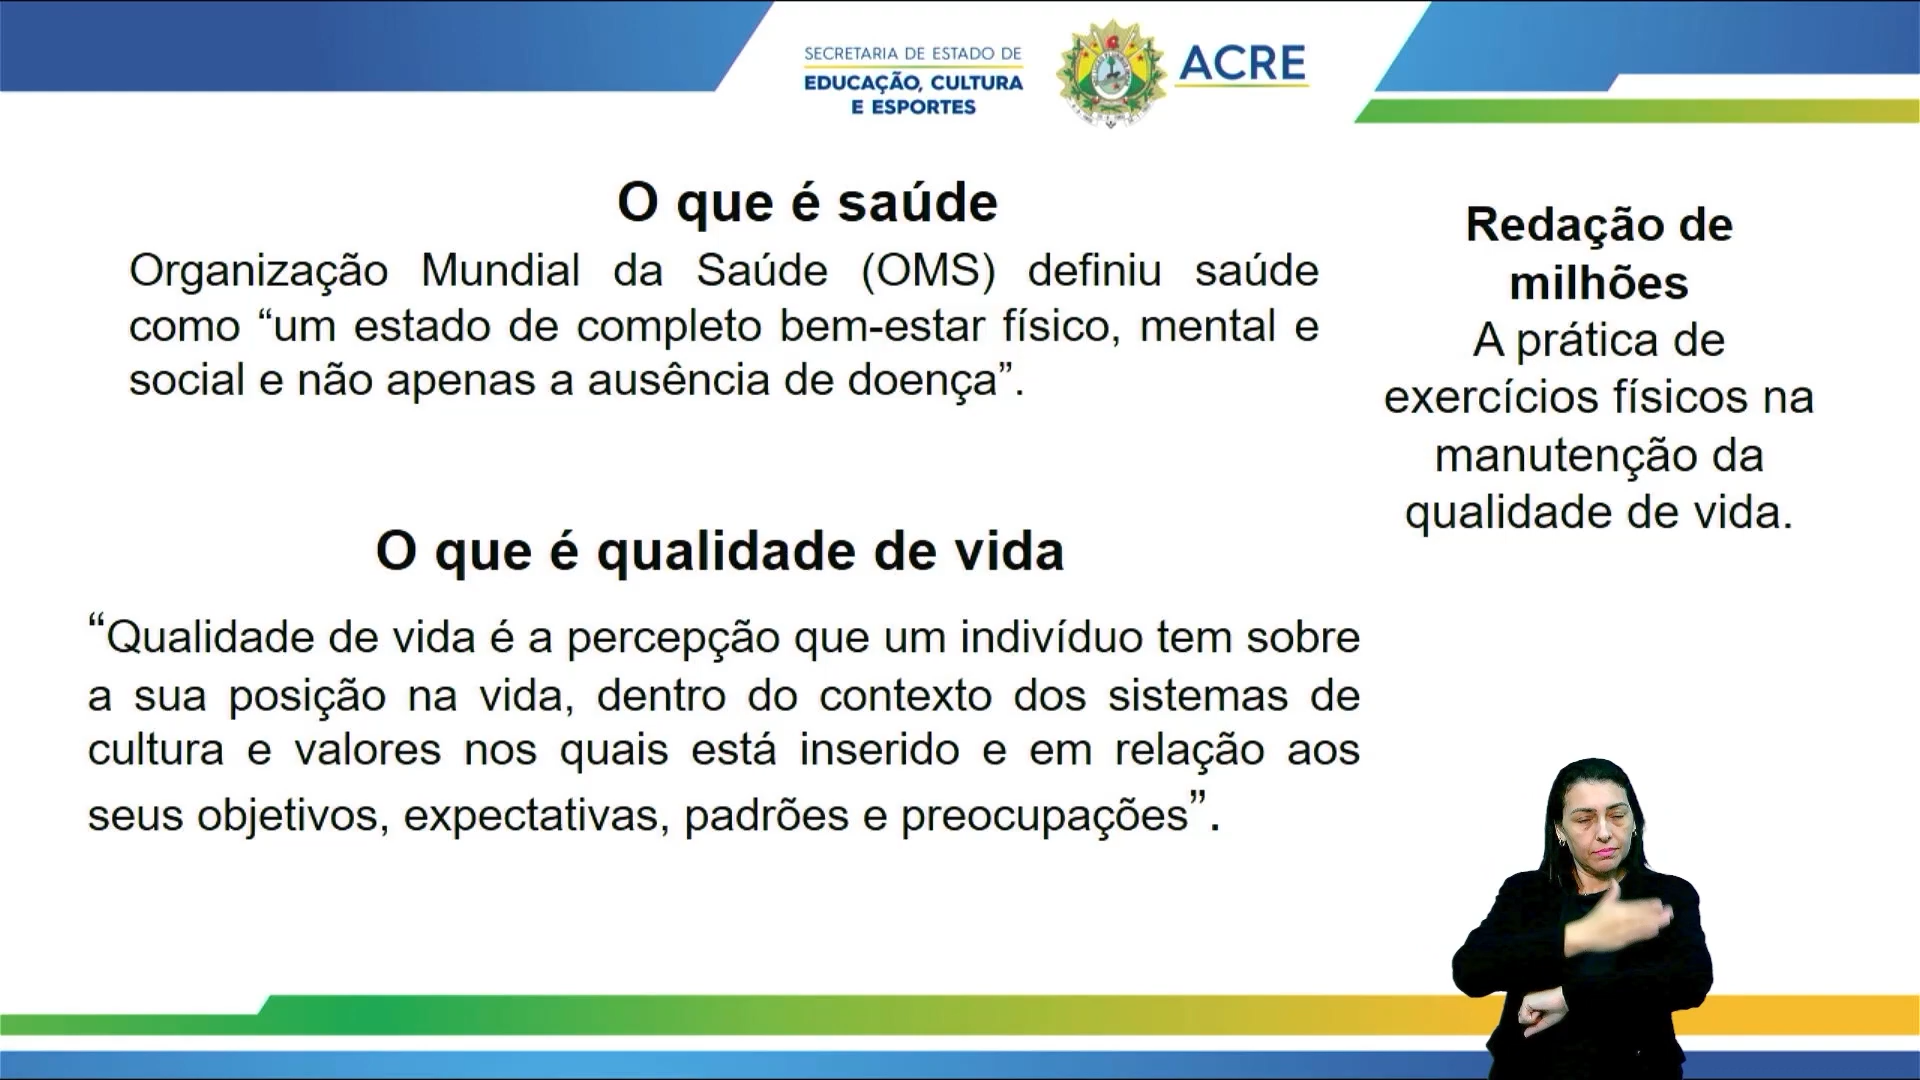 SECRETARIA DE ESTADO DE
EDUCAÇÃO, CULTURA
E ESPORTES
ACRE
O que é saúde
Organização Mundial da Saúde (OMS) definiu saúde
como “um estado de completo bem-estar físico, mental e
social e não apenas a ausência de doença”.
O que é qualidade de vida
“Qualidade de vida é a percepção que um indivíduo tem sobre
a sua posição na vida, dentro do contexto dos sistemas de
cultura e valores nos quais está inserido e em relação aos
seus objetivos, expectativas, padrões e preocupações”.
Redação de
milhões
A prática de
exercícios físicos na
manutenção da
qualidade de vida.